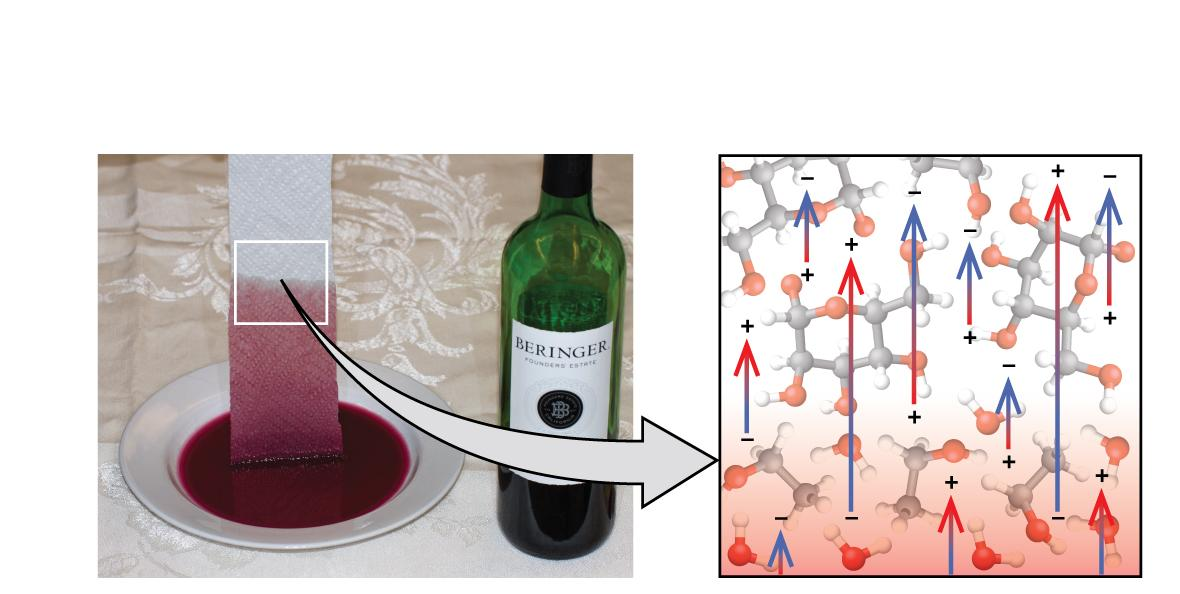 BERINGER
FOUNDERS' ESTATE
− − + −
+ −
+
+ +
+ +
−
− +
+
+ +
− − −